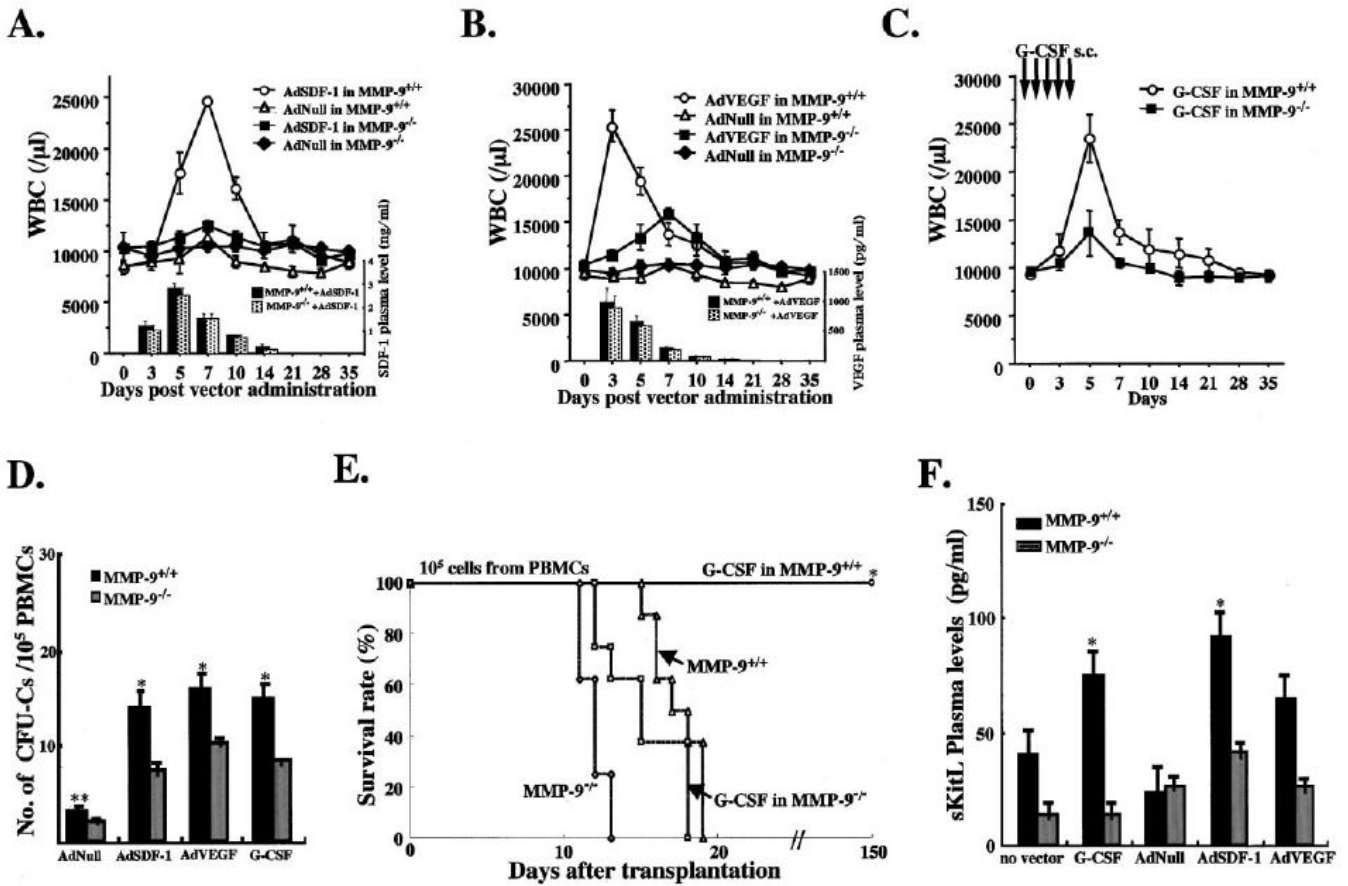 A.
AdSDF-1 in MMP-9+/+
AdNull in MMP-9+/+
AdSDF-1 in MMP-9-/-
AdNull in MMP-9-/-
WBC (/μl)
25000
20000
15000
10000
5000
0
SDF-1 plasma level (ng/ml)
4
3
2
1
MMP-9+/+ +AdSDF-1
MMP-9-/- +AdSDF-1
0 3 5 7 10 14 21 28 35
Days post vector administration
B.
AdVEGF in MMP-9+/+
AdNull in MMP-9+/+
AdVEGF in MMP-9-/-
AdNull in MMP-9-/-
WBC (/μl)
30000
25000
20000
15000
10000
5000
0
VEGF plasma level (pg/ml)
1500
1000
500
MMP-9+/+ +AdVEGF
MMP-9-/- +AdVEGF
0 3 5 7 10 14 21 28 35
Days post vector administration
C.
G-CSF s.c.
G-CSF in MMP-9+/+
G-CSF in MMP-9-/-
WBC (/μl)
30000
25000
20000
15000
10000
5000
0
0 3 5 7 10 14 21 28 35
Days
D.
MMP-9+/+
MMP-9-/-
No. of CFU-Cs /10⁵ PBMCs
30
20
10
**
*
*
*
AdNull AdSDF-1 AdVEGF G-CSF
E.
10⁵ cells from PBMCs
G-CSF in MMP-9+/+
*
MMP-9+/+
MMP-9-/-
G-CSF in MMP-9-/-
Survival rate (%)
100
80
60
40
20
0
0 10 20 // 150
Days after transplantation
F.
MMP-9+/+
MMP-9-/-
sKitL Plasma levels (pg/ml)
150
100
50
0
*
*
no vector G-CSF AdNull AdSDF-1 AdVEGF